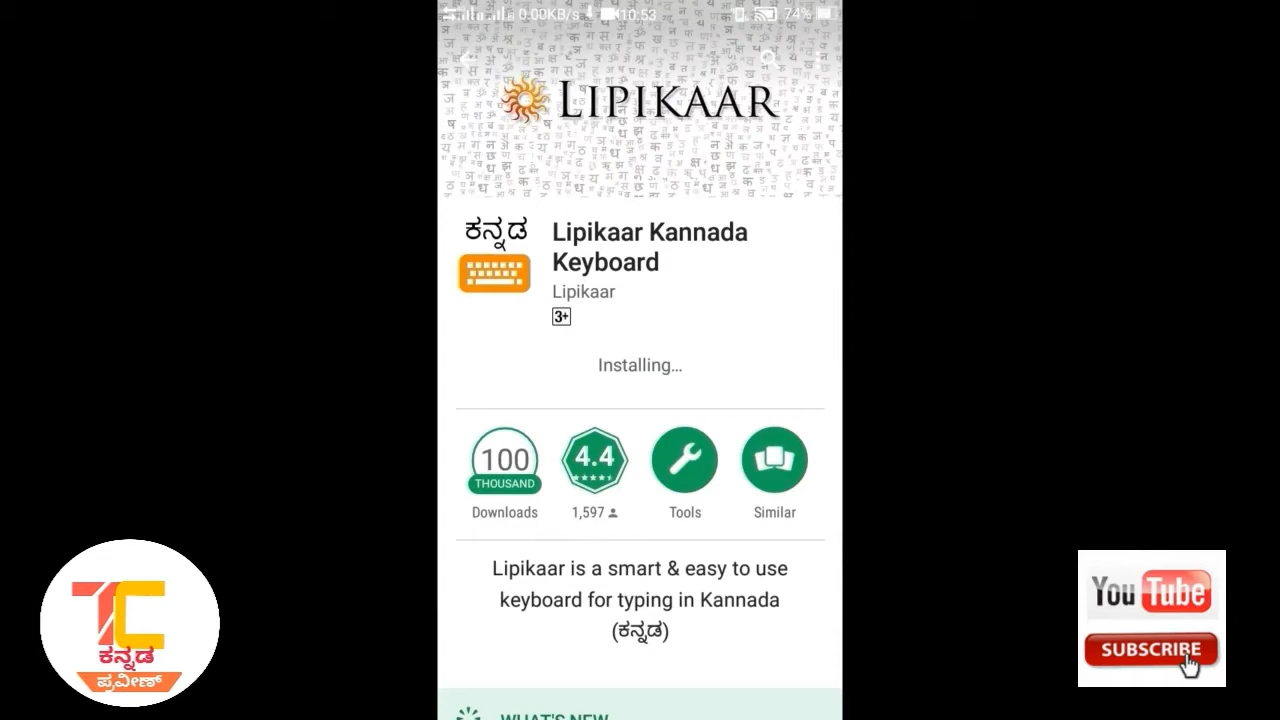 0.00KB/s 10:53 74%
LIPIKAAR
ಕನ್ನಡ
Lipikaar Kannada
Keyboard
Lipikaar
3+
Installing...
100
THOUSAND
4.4
Downloads
1,597
Tools
Similar
Lipikaar is a smart & easy to use
keyboard for typing in Kannada
(ಕನ್ನಡ)
WHAT'S NEW
TC
ಕನ್ನಡ
ಪ್ರವೀಣ್
You Tube
SUBSCRIBE